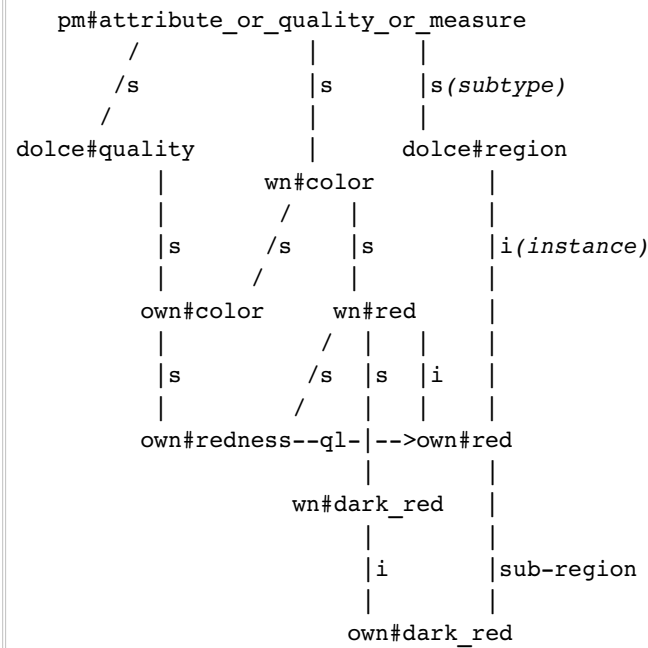 pm#attribute_or_quality_or_measure
/ | |
/s |s |s(subtype)
/ | |
dolce#quality | dolce#region
| wn#color |
| / | |
|s /s |s |i(instance)
| / | |
own#color wn#red |
| / | | |
|s /s |s |i |
| / | | |
own#redness--ql-|-->own#red
| |
wn#dark_red |
| |
|i |sub-region
| |
own#dark_red